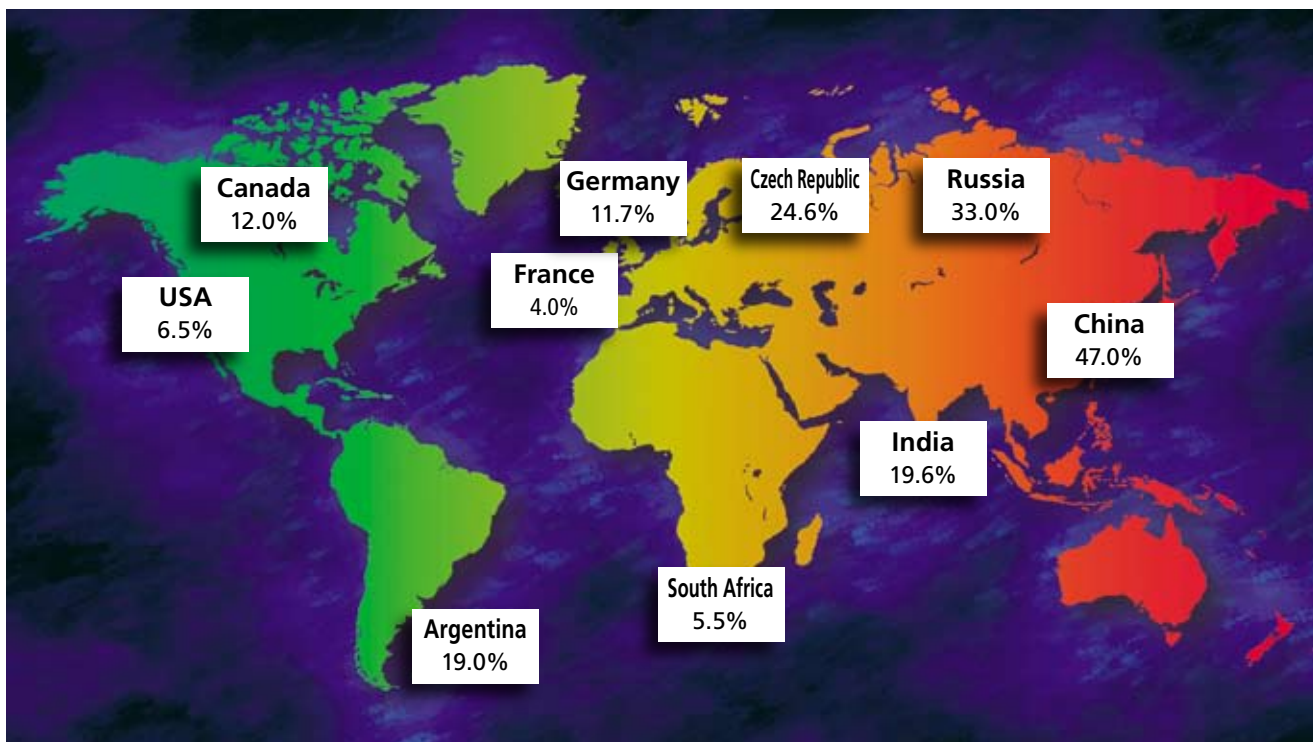 Canada
12.0%
Germany
11.7%
Czech Republic
24.6%
Russia
33.0%
France
4.0%
USA
6.5%
China
47.0%
India
19.6%
South Africa
5.5%
Argentina
19.0%